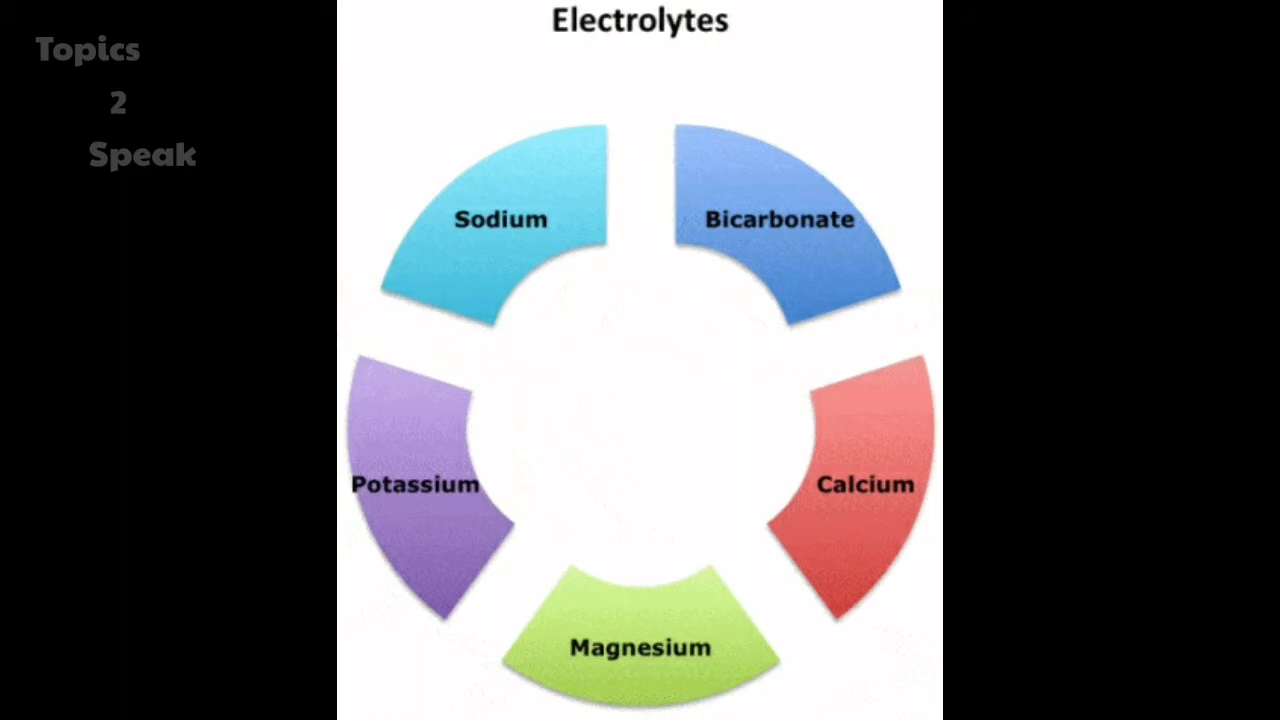 Topics
2
Speak
Electrolytes
Sodium
Bicarbonate
Potassium
Calcium
Magnesium